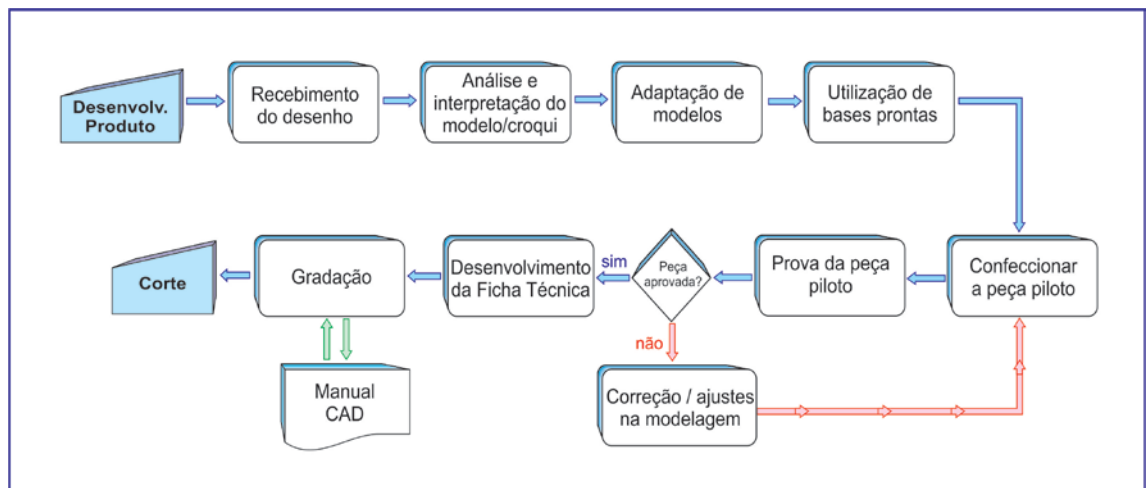 Desenvolv.
Produto
Recebimento
do desenho
Análise e
interpretação do
modelo/croqui
Adaptação de
modelos
Utilização de
bases prontas
Confeccionar
a peça piloto
Prova da peça
piloto
Peça
aprovada?
sim
não
Desenvolvimento
da Ficha Técnica
Gradação
Corte
Manual
CAD
Correção / ajustes
na modelagem